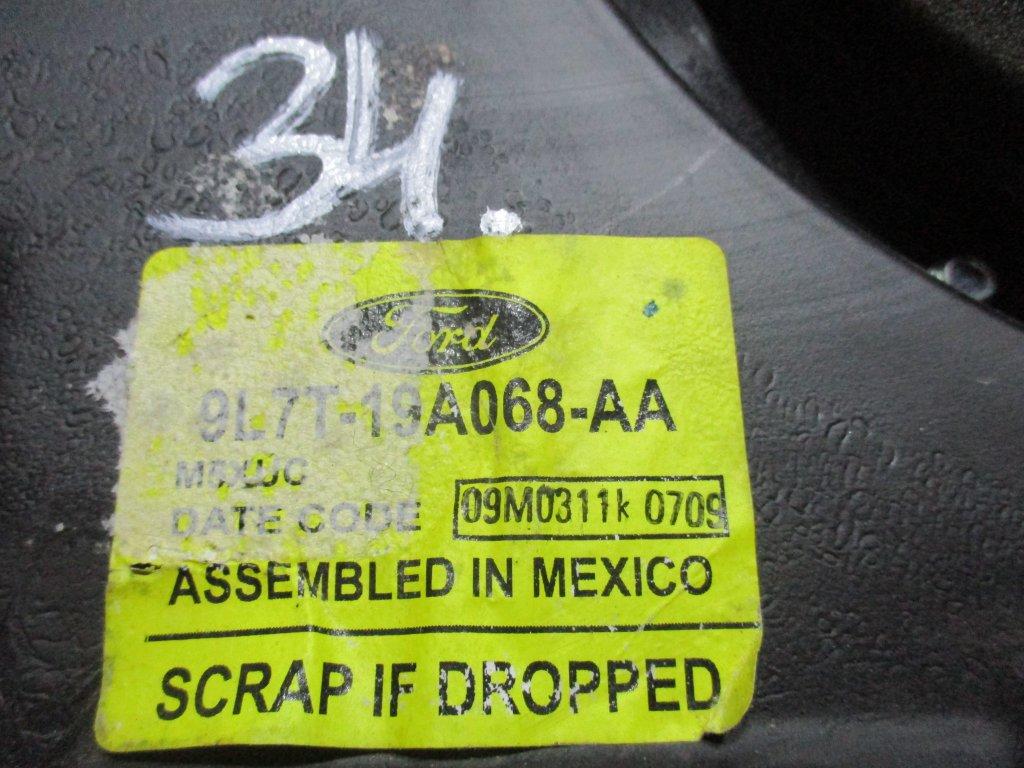 34.
Ford
9L7T-19A068-AA
DATE CODE 09M0311k 0709
ASSEMBLED IN MEXICO
SCRAP IF DROPPED